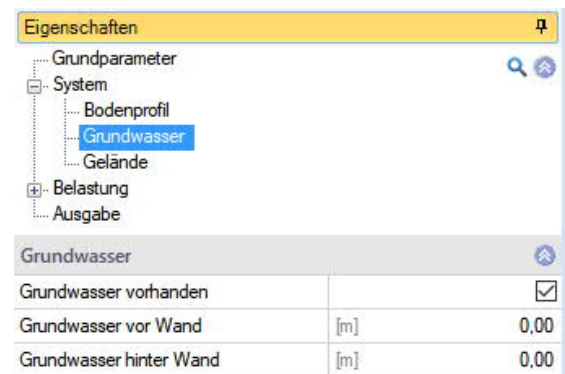 Eigenschaften
Grundparameter
System
Bodenprofil
Grundwasser
Gelände
Belastung
Ausgabe
Grundwasser
Grundwasser vorhanden
Grundwasser vor Wand [m] 0,00
Grundwasser hinter Wand [m] 0,00